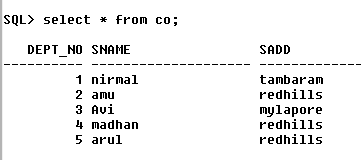 SQL> select * from co;
DEPT_NO SNAME SADD
---------- -------------------- --------------------
1 nirmal tambaram
2 amu redhills
3 Avi mylapore
4 madhan redhills
5 arul redhills